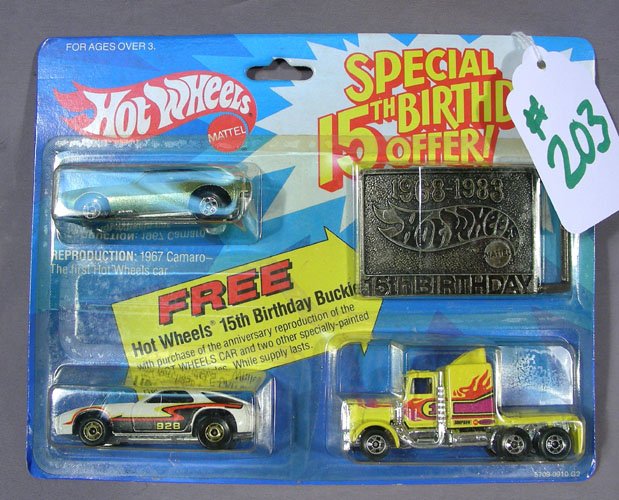 FOR AGES OVER 3.
HOT WHEELS
MATTEL
SPECIAL
15TH BIRTHD
OFFER!
#
203
1968-1983
HOT WHEELS
MATTEL
15TH BIRTHDAY
REPRODUCTION: 1967 Camaro—
The first Hot Wheels car
FREE
Hot Wheels® 15th Birthday Buckle
with purchase of the anniversary reproduction of the
HOT WHEELS CAR and two other specially-painted
While supply lasts.
928